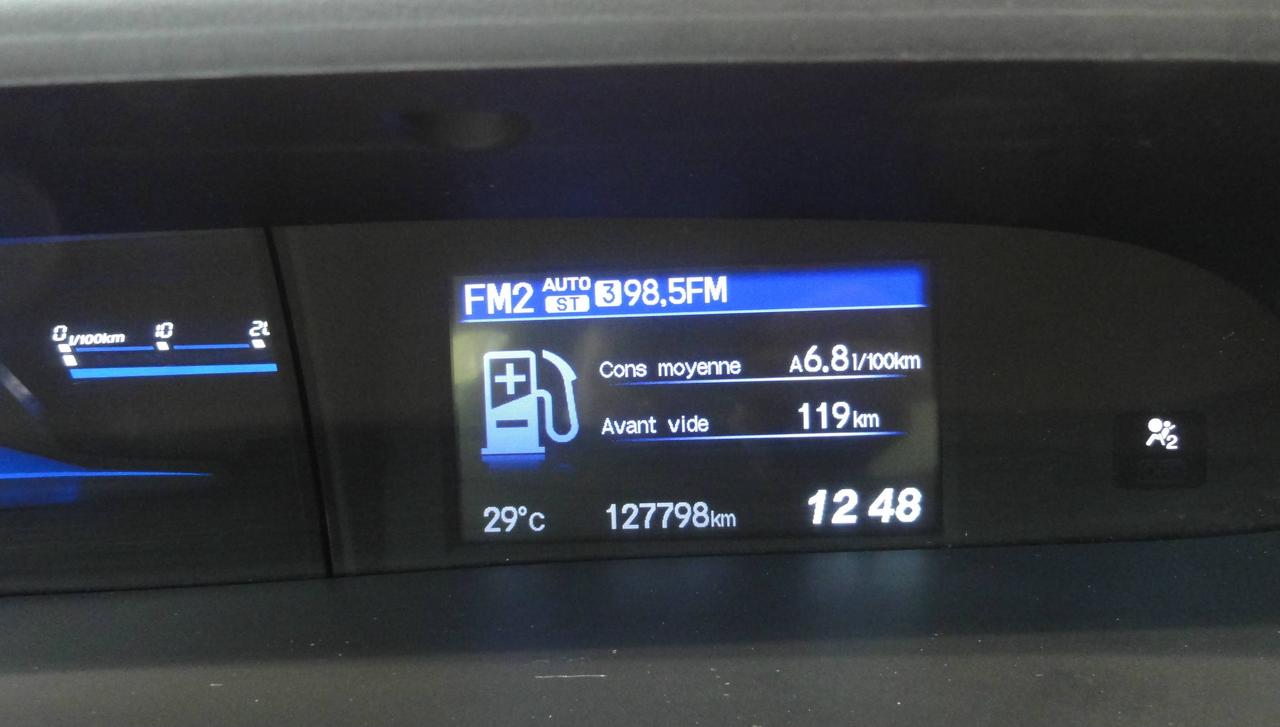 FM2 AUTO ST 3 98,5FM
0 l/100km 10
Cons moyenne A6.8l/100km
Avant vide 119km
2
29°C 127798km 12 48